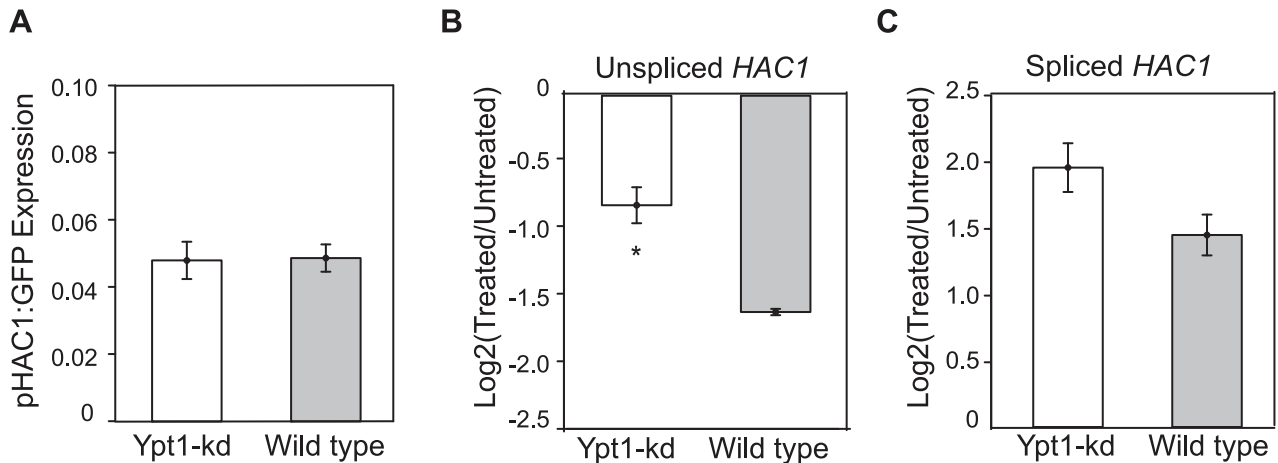 A
pHAC1:GFP Expression
0.10
0.08
0.06
0.04
0.02
0
Ypt1-kd
Wild type
B
Unspliced HAC1
Log2(Treated/Untreated)
0
-0.5
-1.0
-1.5
-2.0
-2.5
*
Ypt1-kd
Wild type
C
Spliced HAC1
Log2(Treated/Untreated)
2.5
2.0
1.5
1.0
0.5
0
Ypt1-kd
Wild type